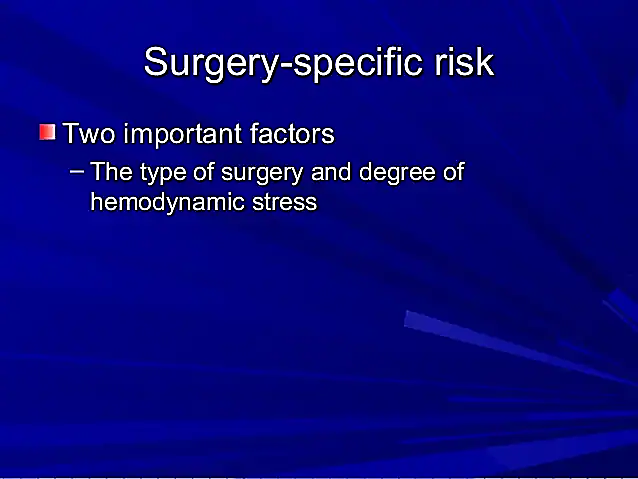 Surgery-specific risk
Two important factors
– The type of surgery and degree of
hemodynamic stress